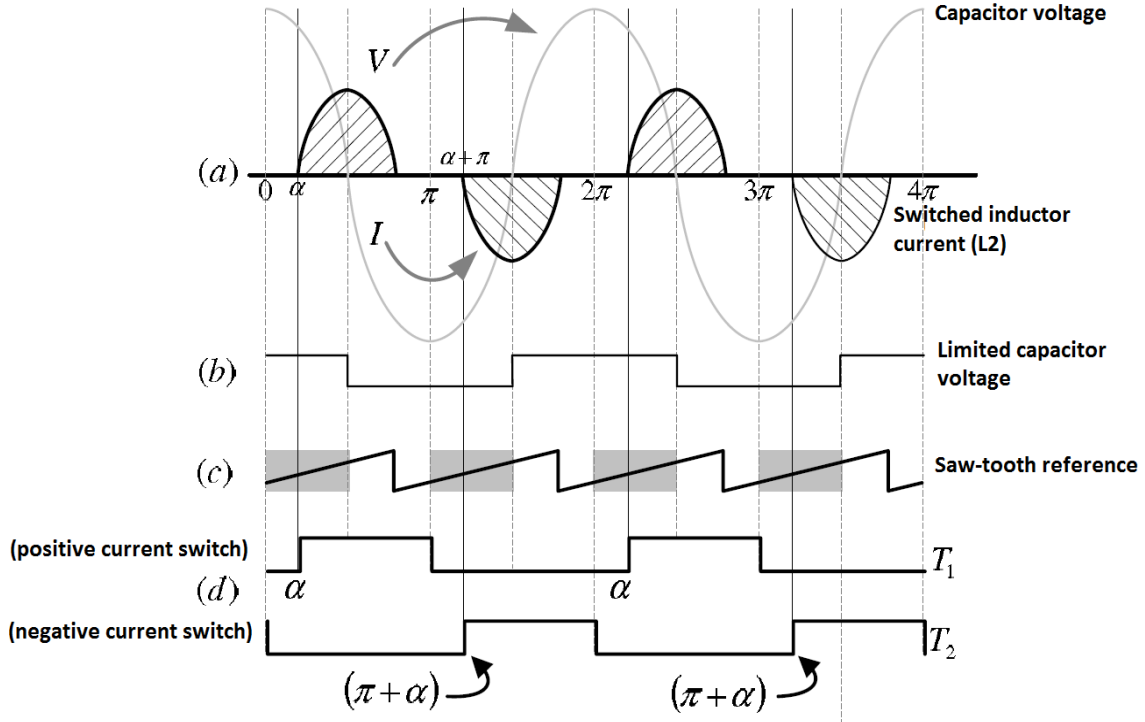 Capacitor voltage
V
(a)
α + π
0
α
π
2π
3π
4π
I
Switched inductor
current (L2)
(b)
Limited capacitor
voltage
(c)
Saw-tooth reference
(positive current switch)
T1
α
α
(d)
(negative current switch)
T2
(π + α)
(π + α)